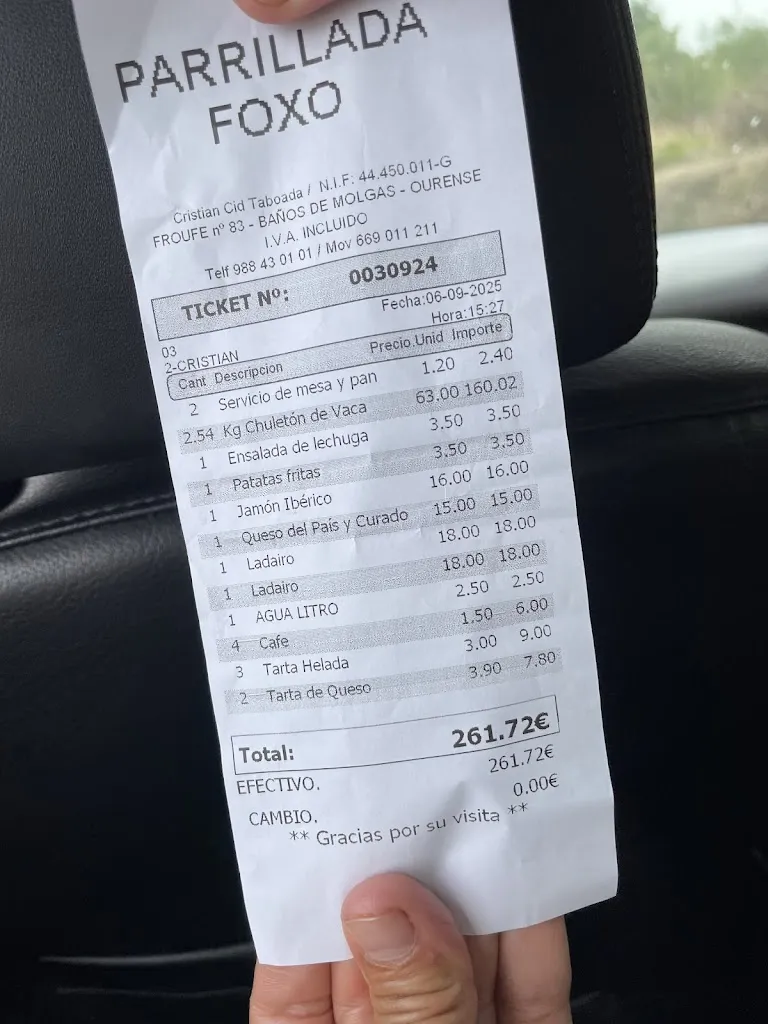 PARRILLADA
FOXO
Cristian Cid Taboada / N.I.F: 44.450.011-G
FROUFE nº 83 - BAÑOS DE MOLGAS - OURENSE
I.V.A. INCLUIDO
Telf 988 43 01 01 / Mov 669 011 211
TICKET Nº: 0030924
Fecha:06-09-2025
03 Hora:15:27
2-CRISTIAN
Cant Descripcion Precio Unid Importe
2 Servicio de mesa y pan 1.20 2.40
2.54 Kg Chuletón de Vaca 63.00 160.02
1 Ensalada de lechuga 3.50 3.50
1 Patatas fritas 3.50 3.50
1 Jamón Ibérico 16.00 16.00
1 Queso del País y Curado 15.00 15.00
1 Ladairo 18.00 18.00
1 Ladairo 18.00 18.00
1 AGUA LITRO 2.50 2.50
4 Cafe 1.50 6.00
3 Tarta Helada 3.00 9.00
2 Tarta de Queso 3.90 7.80
Total: 261.72€
EFECTIVO. 261.72€
CAMBIO. 0.00€
** Gracias por su visita **